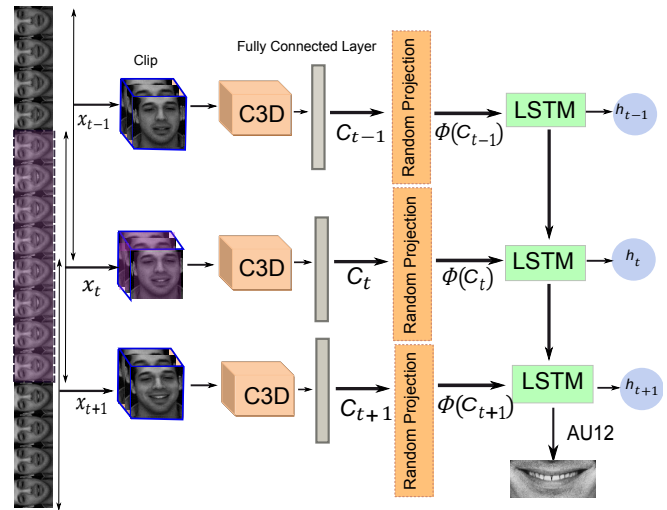 Clip
Fully Connected Layer
x_{t-1}
C3D
C_{t-1}
Random Projection
Φ(C_{t-1})
LSTM
h_{t-1}
x_t
C3D
C_t
Random Projection
Φ(C_t)
LSTM
h_t
x_{t+1}
C3D
C_{t+1}
Random Projection
Φ(C_{t+1})
LSTM
h_{t+1}
AU12